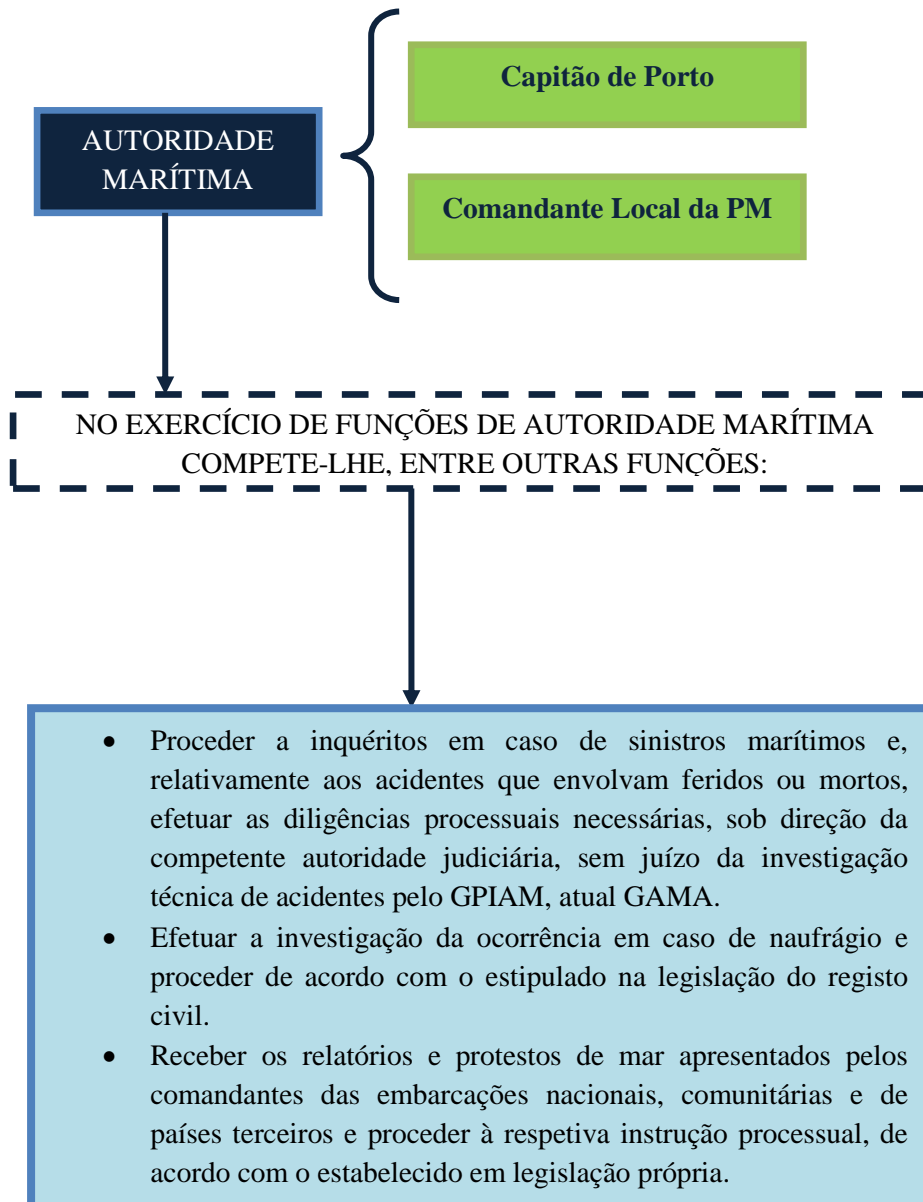 Capitão de Porto
AUTORIDADE
MARÍTIMA
Comandante Local da PM
NO EXERCÍCIO DE FUNÇÕES DE AUTORIDADE MARÍTIMA
COMPETE-LHE, ENTRE OUTRAS FUNÇÕES:
• Proceder a inquéritos em caso de sinistros marítimos e,
relativamente aos acidentes que envolvam feridos ou mortos,
efetuar as diligências processuais necessárias, sob direção da
competente autoridade judiciária, sem juízo da investigação
técnica de acidentes pelo GPIAM, atual GAMA.
• Efetuar a investigação da ocorrência em caso de naufrágio e
proceder de acordo com o estipulado na legislação do registo
civil.
• Receber os relatórios e protestos de mar apresentados pelos
comandantes das embarcações nacionais, comunitárias e de
países terceiros e proceder à respetiva instrução processual, de
acordo com o estabelecido em legislação própria.